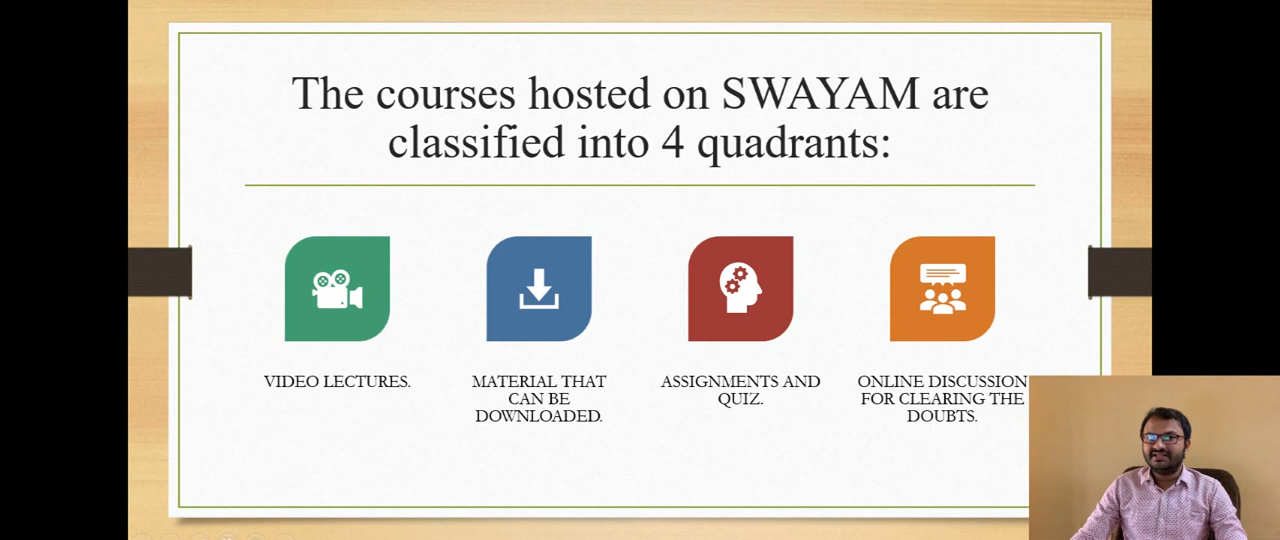 The courses hosted on SWAYAM are
classified into 4 quadrants:
VIDEO LECTURES.
MATERIAL THAT
CAN BE
DOWNLOADED.
ASSIGNMENTS AND
QUIZ.
ONLINE DISCUSSION
FOR CLEARING THE
DOUBTS.